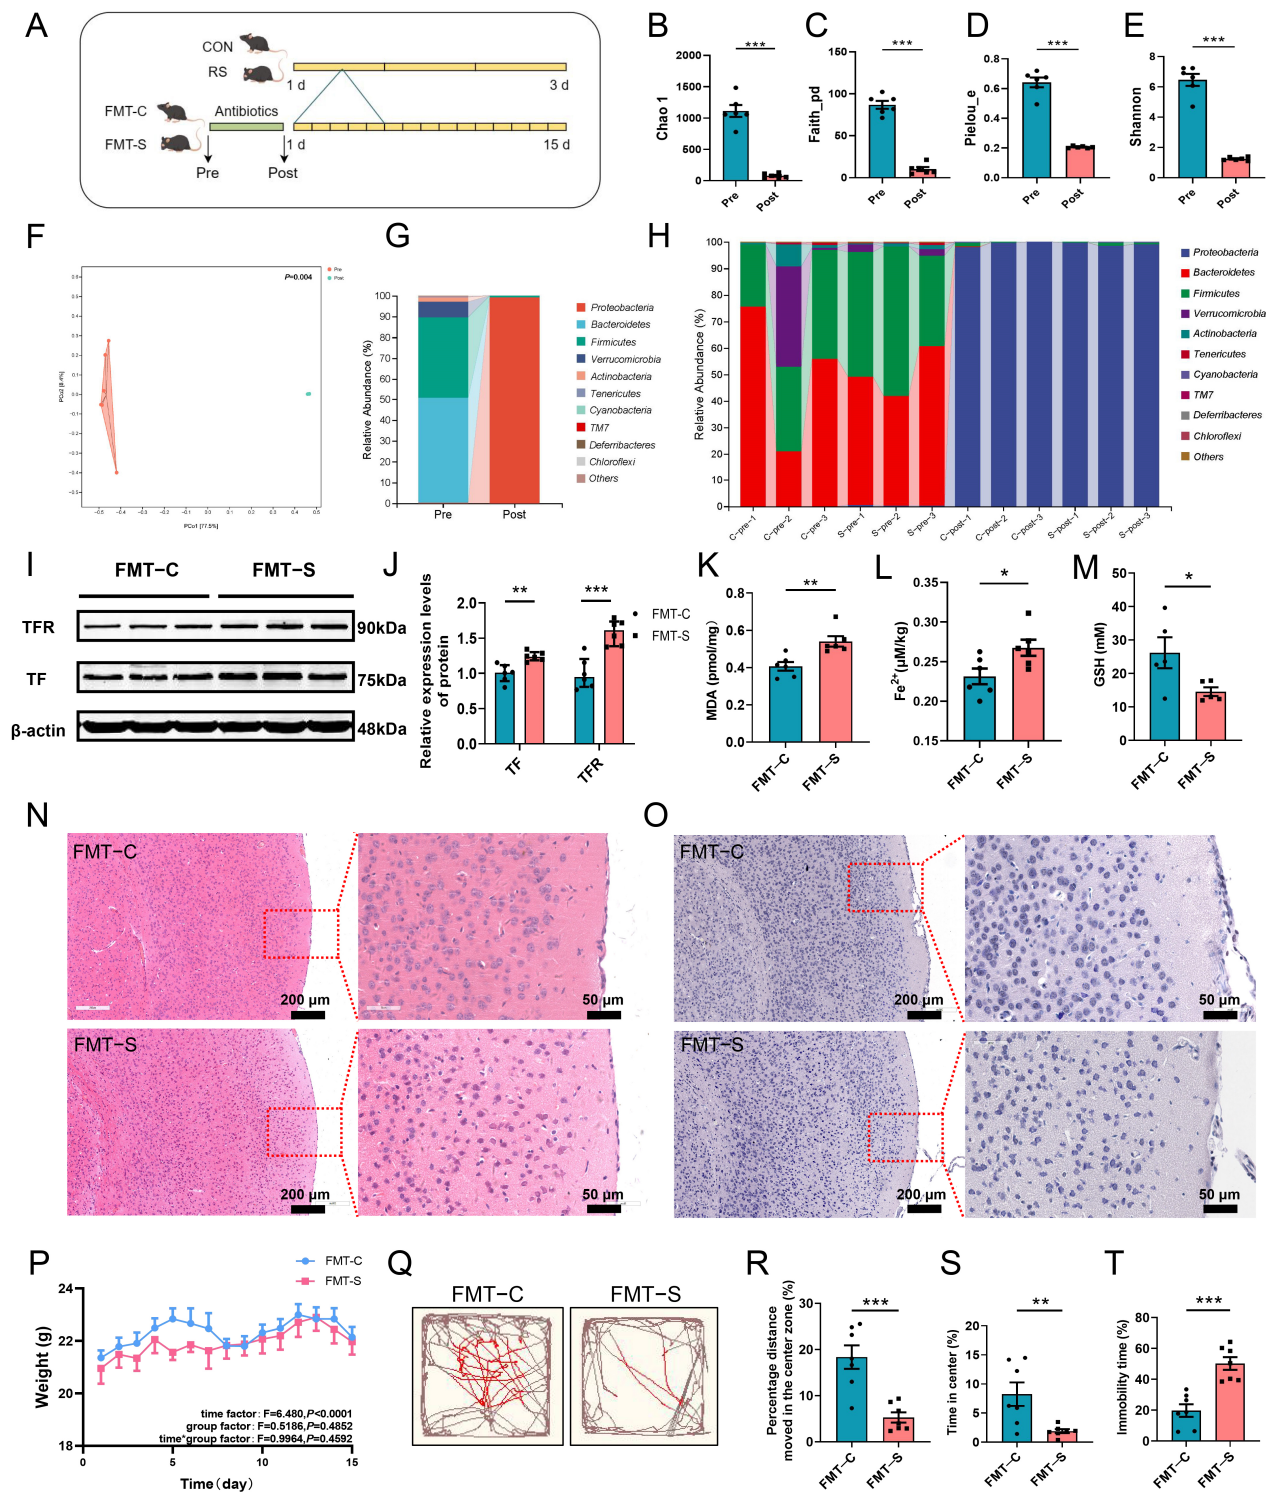 A
CON
RS
1 d
3 d
FMT-C
Antibiotics
FMT-S
1 d
15 d
Pre
Post
B
***
2000
1500
1000
500
0
Chao 1
Pre
Post
C
***
150
100
50
0
Faith_pd
Pre
Post
D
***
0.8
0.6
0.4
0.2
0.0
Pielou_e
Pre
Post
E
***
8
6
4
2
0
Shannon
Pre
Post
F
Pre
Post
P=0.004
PCo2 [8.4%]
PCo1 [77.5%]
G
100
90
80
70
60
50
40
30
20
10
0
Relative Abundance (%)
Pre
Post
Proteobacteria
Bacteroidetes
Firmicutes
Verrucomicrobia
Actinobacteria
Tenericutes
Cyanobacteria
TM7
Deferribacteres
Chloroflexi
Others
H
100
90
80
70
60
50
40
30
20
10
0
Relative Abundance (%)
C-pre-1
C-pre-2
C-pre-3
S-pre-1
S-pre-2
S-pre-3
C-post-1
C-post-2
C-post-3
S-post-1
S-post-2
S-post-3
Proteobacteria
Bacteroidetes
Firmicutes
Verrucomicrobia
Actinobacteria
Tenericutes
Cyanobacteria
TM7
Deferribacteres
Chloroflexi
Others
I
FMT-C
FMT-S
TFR
90kDa
TF
75kDa
β-actin
48kDa
J
2.0
1.5
1.0
0.5
0.0
Relative expression levels
of protein
**
***
FMT-C
FMT-S
TF
TFR
K
**
0.8
0.6
0.4
0.2
0.0
MDA (pmol/mg)
FMT-C
FMT-S
L
*
0.35
0.30
0.25
0.20
0.15
Fe2+(μM/kg)
FMT-C
FMT-S
M
*
50
40
30
20
10
0
GSH (mM)
FMT-C
FMT-S
N
FMT-C
200 μm
50 μm
FMT-S
200 μm
50 μm
O
FMT-C
200 μm
50 μm
FMT-S
200 μm
50 μm
P
FMT-C
FMT-S
24
22
20
18
Weight (g)
time factor: F=6.480,P<0.0001
group factor: F=0.5186,P=0.4852
time*group factor: F=0.9964,P=0.4592
0
5
10
15
Time(day)
Q
FMT-C
FMT-S
R
***
30
20
10
0
Percentage distance
moved in the center zone (%)
FMT-C
FMT-S
S
**
20
15
10
5
0
Time in center (%)
FMT-C
FMT-S
T
***
80
60
40
20
0
Immobility time (%)
FMT-C
FMT-S